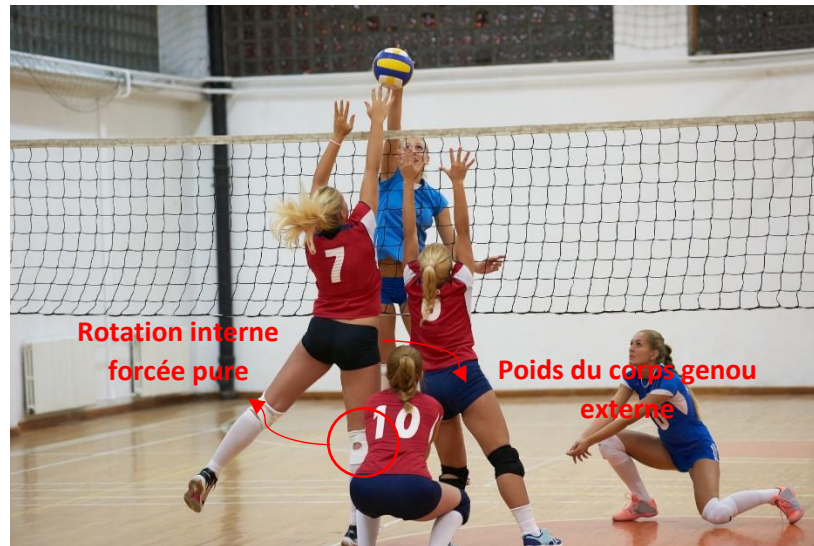 7
Rotation interne
forcée pure
Poids du corps genou
externe
10